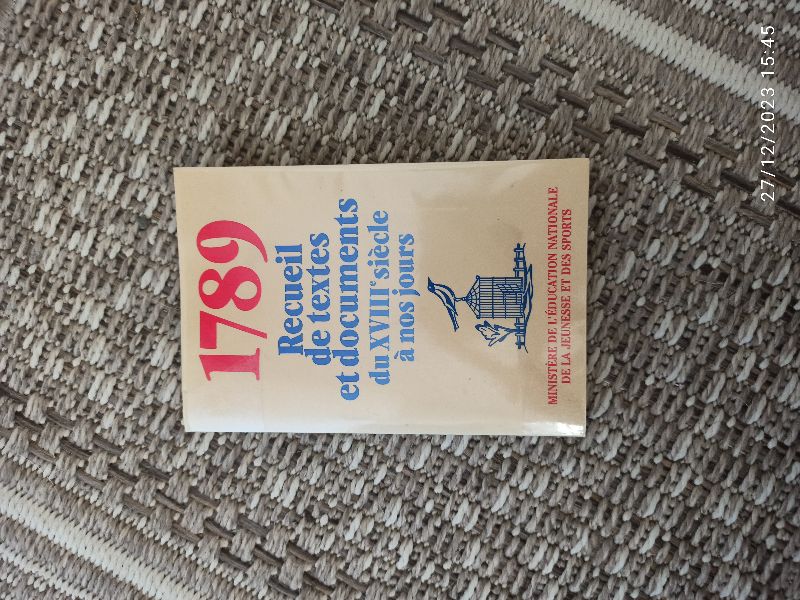 1789
Recueil
de textes
et documents
du XVIIIe siècle
à nos jours
MINISTÈRE DE L'ÉDUCATION NATIONALE
DE LA JEUNESSE ET DES SPORTS
27/12/2023 15:45